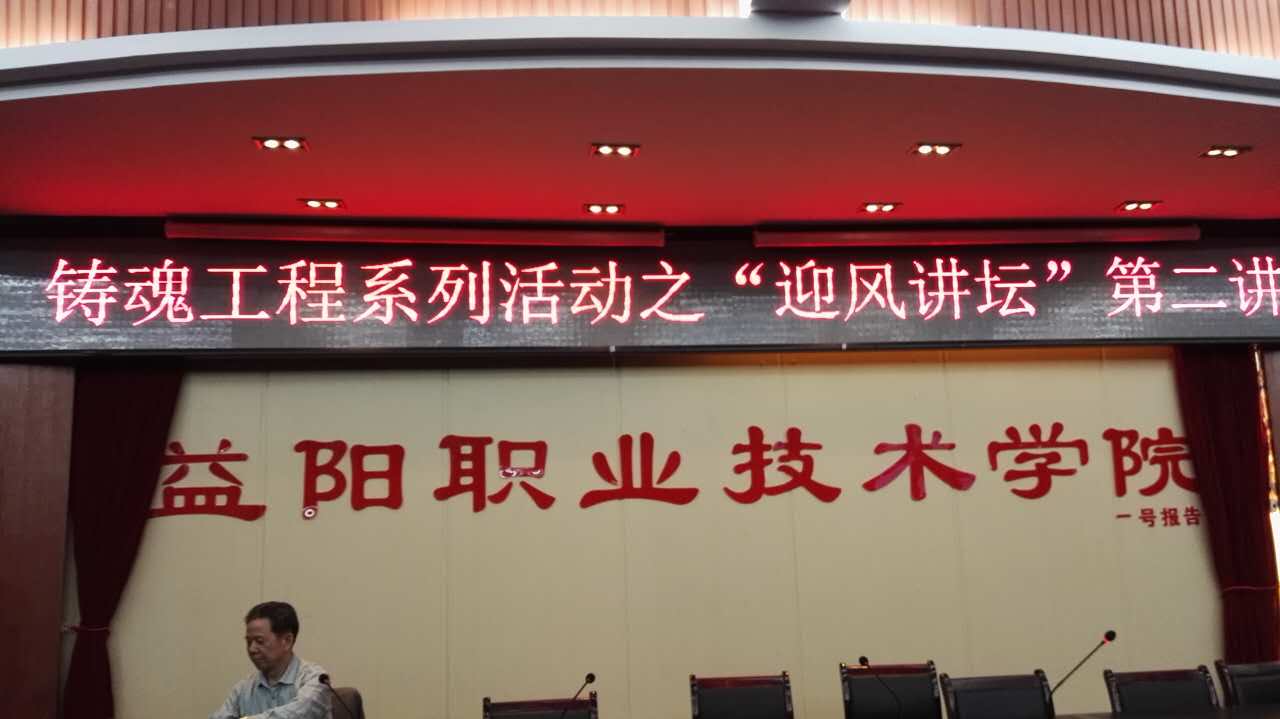 铸魂工程系列活动之“迎风讲坛”第二讲
益阳职业技术学院
一号报告